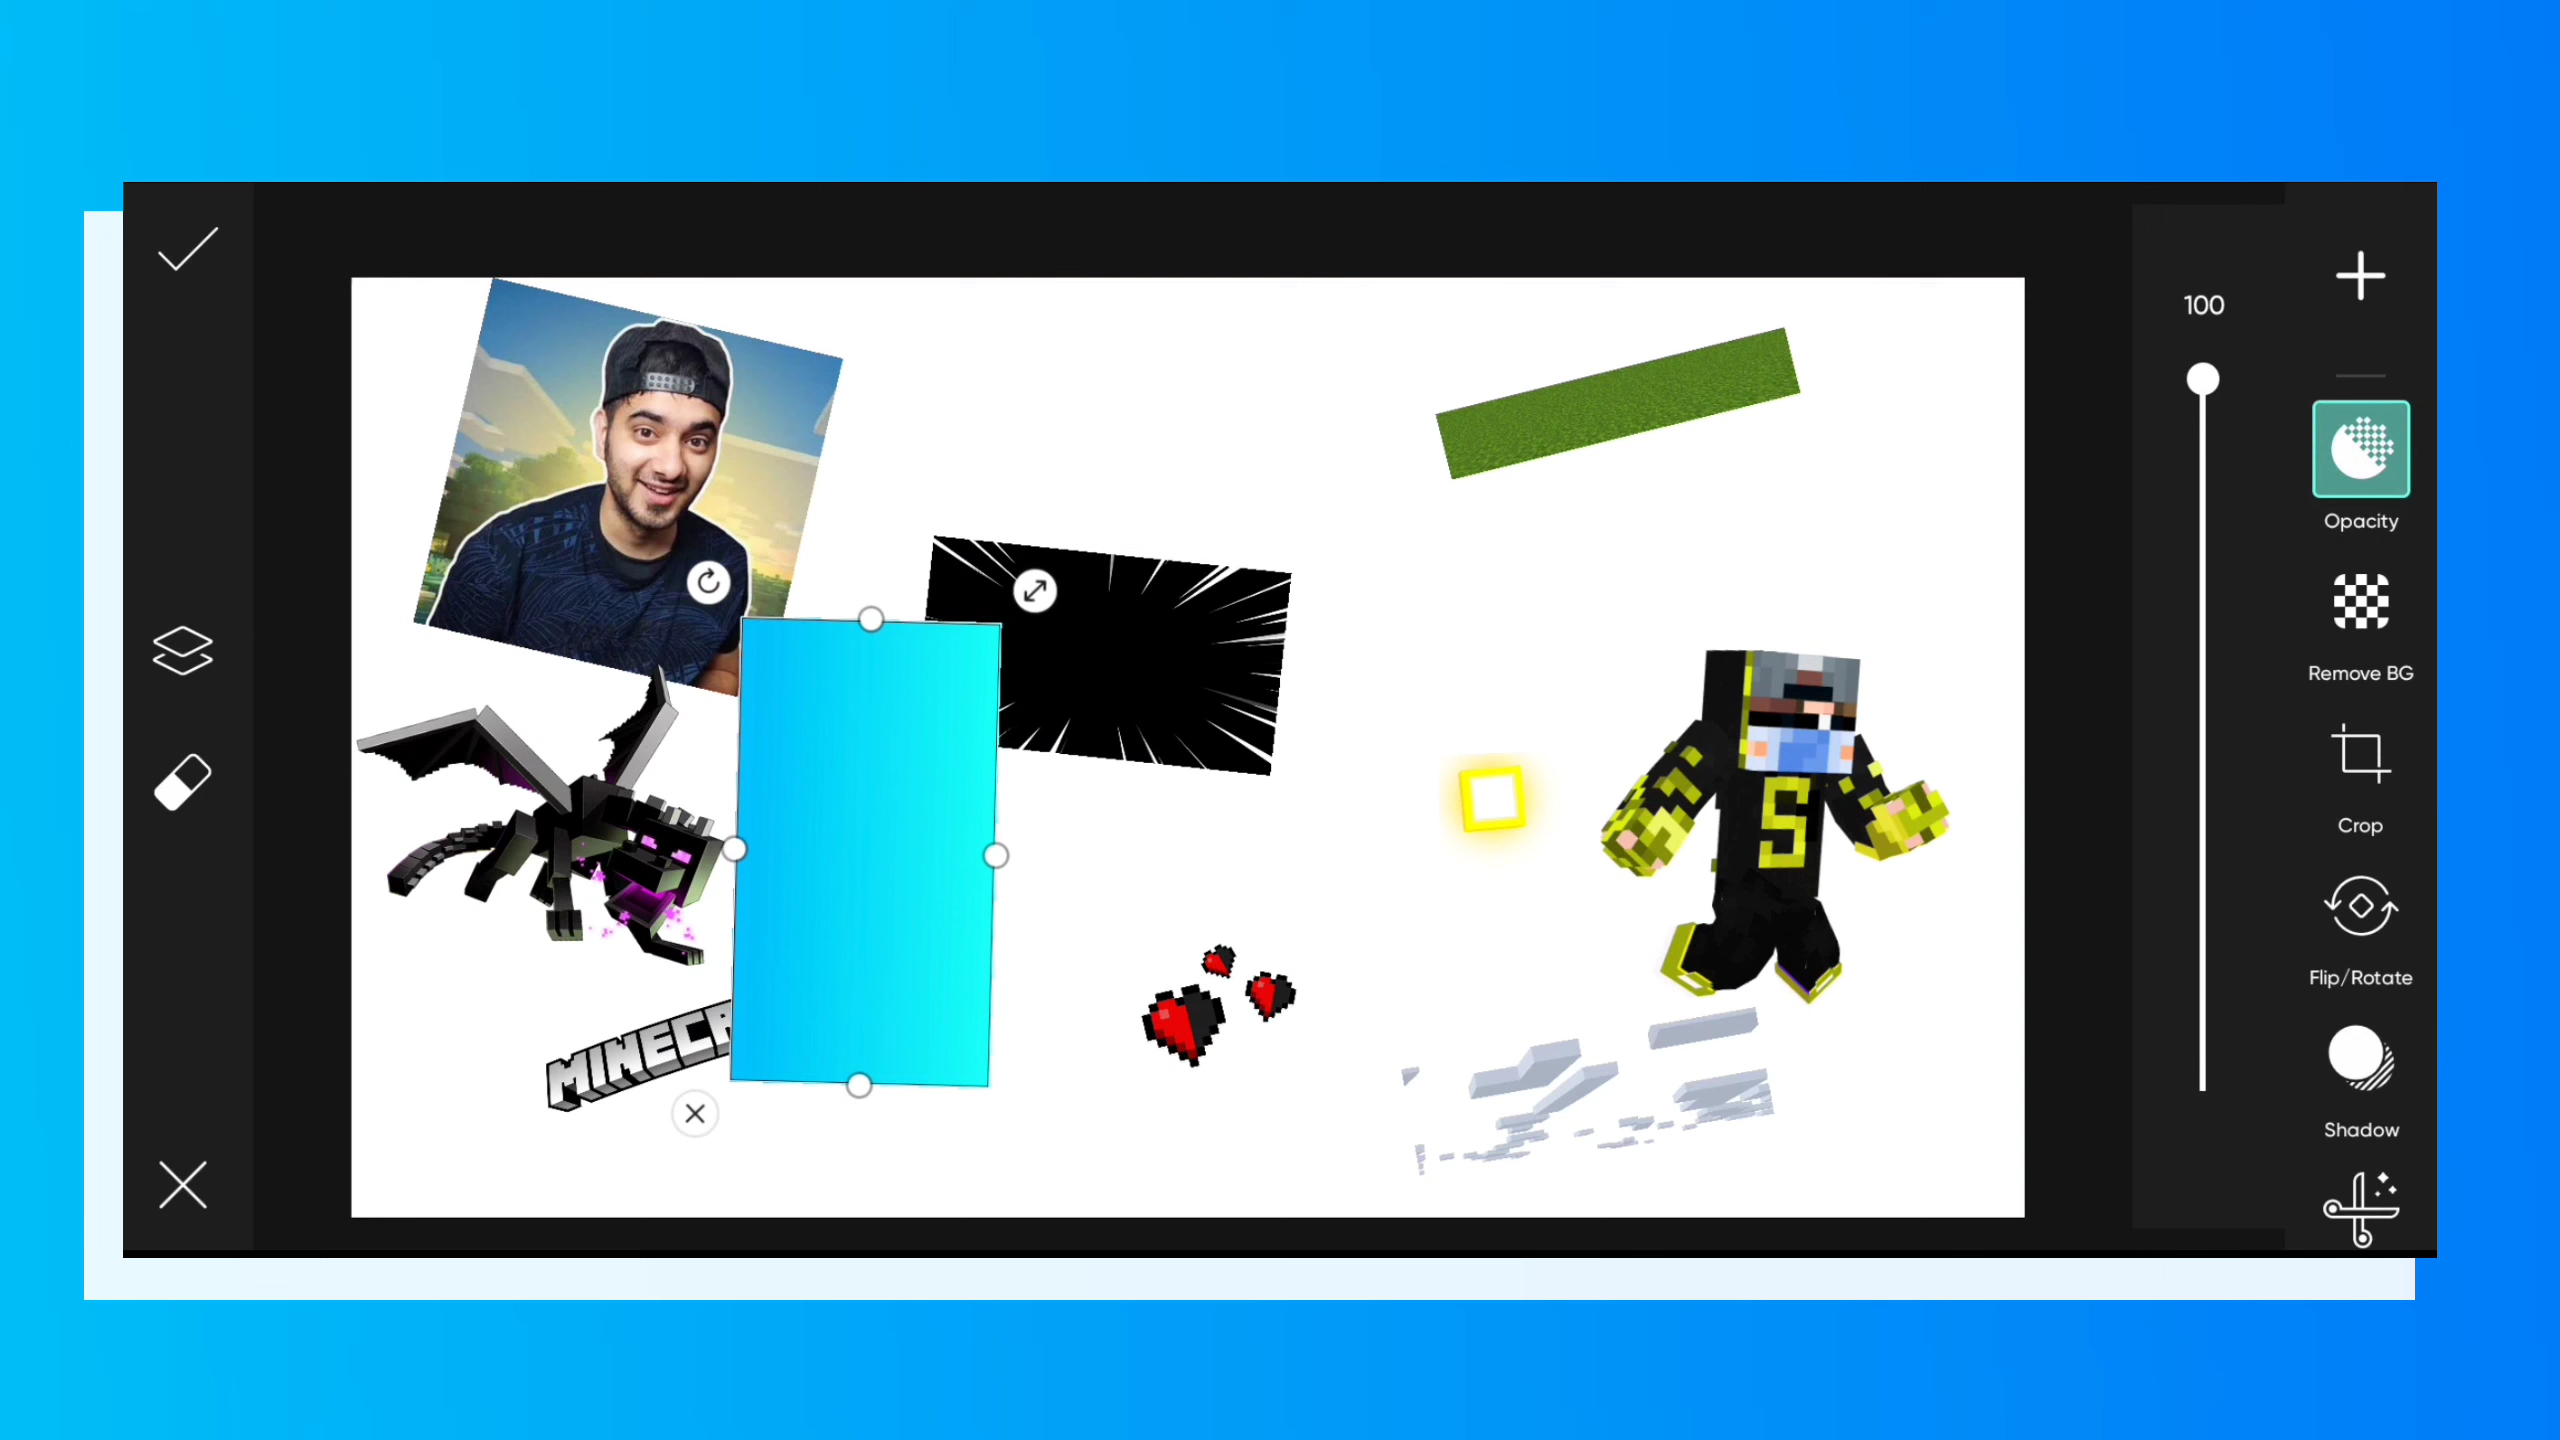 100
Opacity
Remove BG
Crop
Flip/Rotate
Shadow
S
MINECR